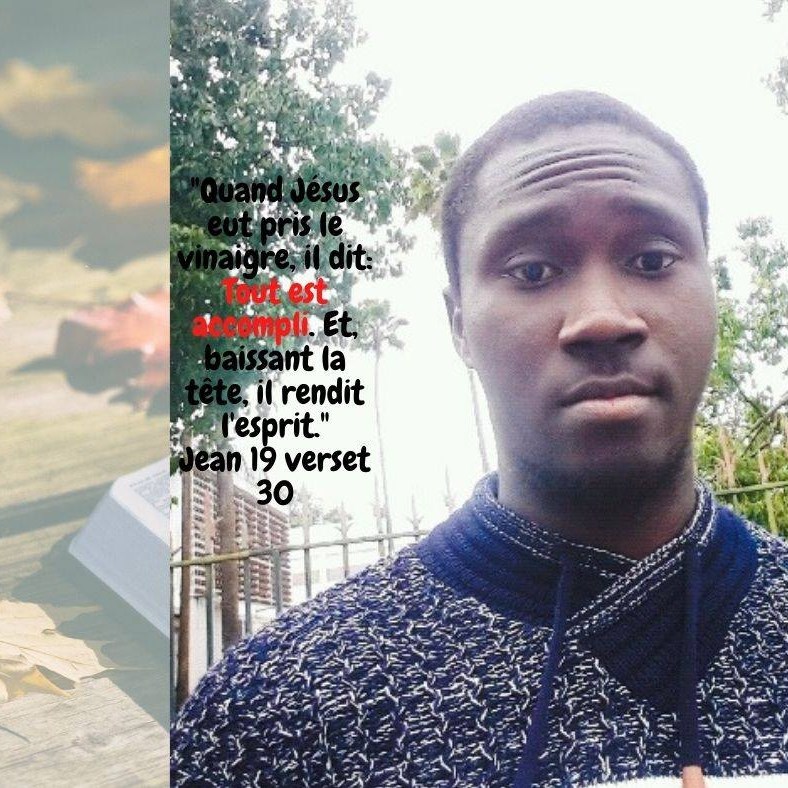 "Quand Jésus
eut pris le
vinaigre, il dit:
Tout est
accompli. Et,
baissant la
tête, il rendit
l'esprit."
Jean 19 verset
30